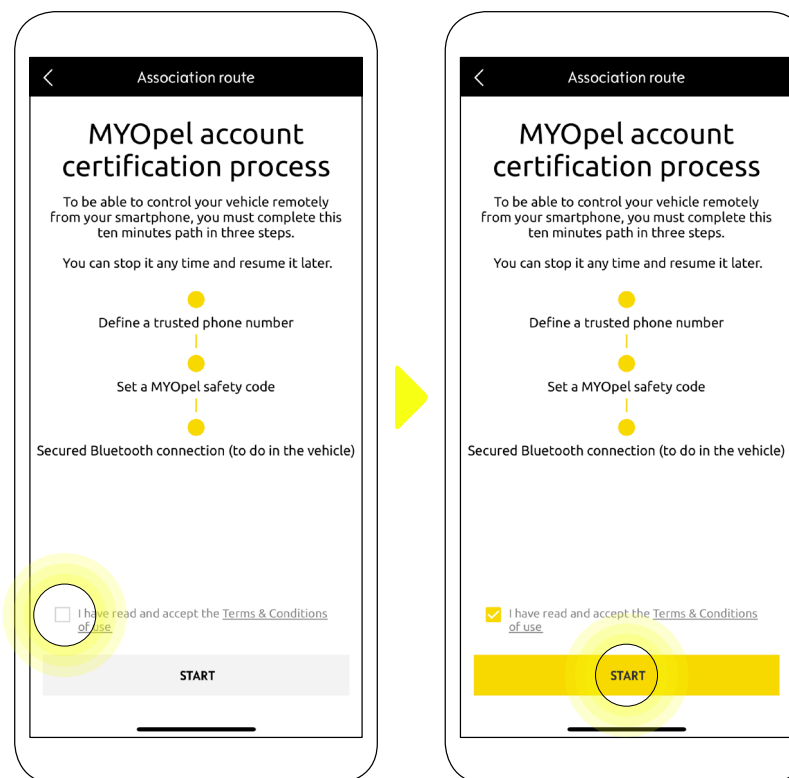 Association route
MYOpel account
certification process
To be able to control your vehicle remotely
from your smartphone, you must complete this
ten minutes path in three steps.
You can stop it any time and resume it later.
Define a trusted phone number
Set a MYOpel safety code
Secured Bluetooth connection (to do in the vehicle)
I have read and accept the Terms & Conditions
of use
START
Association route
MYOpel account
certification process
To be able to control your vehicle remotely
from your smartphone, you must complete this
ten minutes path in three steps.
You can stop it any time and resume it later.
Define a trusted phone number
Set a MYOpel safety code
Secured Bluetooth connection (to do in the vehicle)
I have read and accept the Terms & Conditions
of use
START